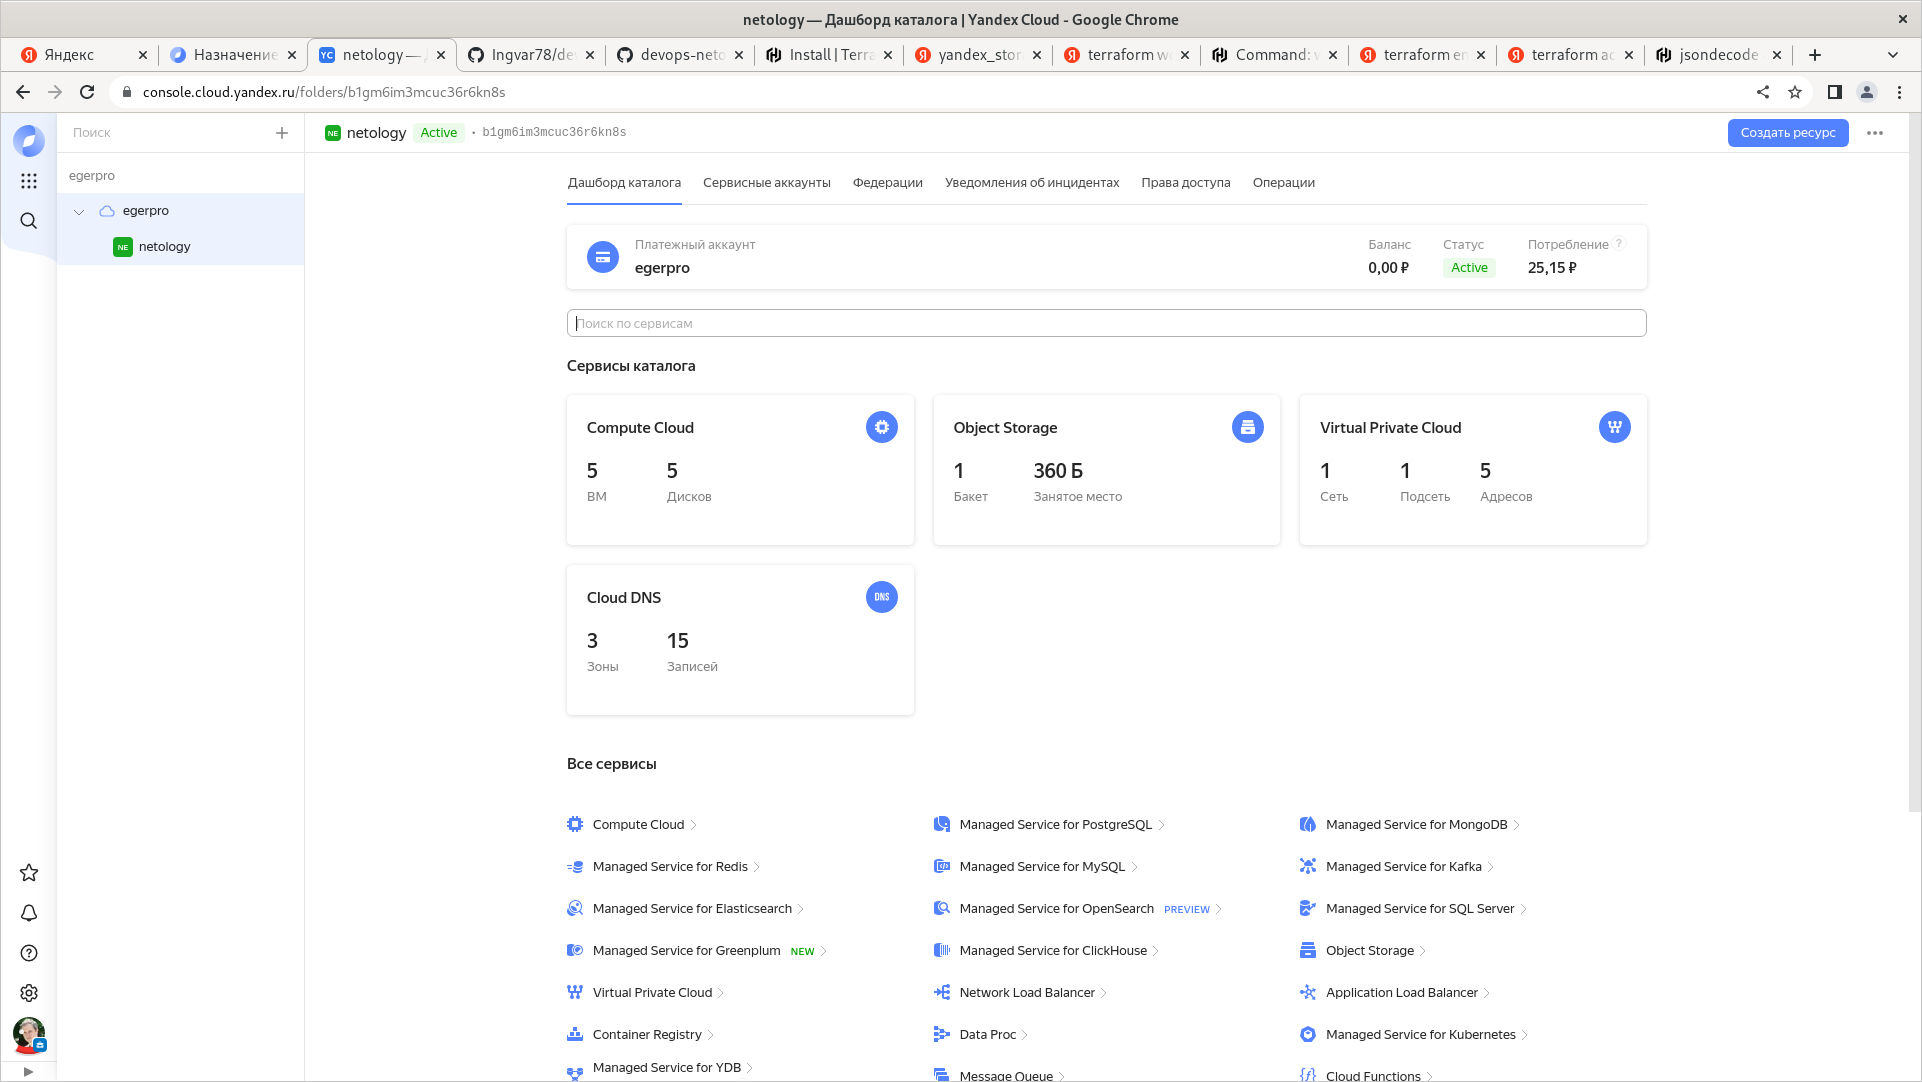 netology — Дашборд каталога | Yandex Cloud - Google Chrome
Яндекс
Назначение
netology —
Ingvar78/de
devops-neto
Install | Terra
yandex_stor
terraform w
Command: w
terraform en
terraform ac
jsondecode
console.cloud.yandex.ru/folders/b1gm6im3mcuc36r6kn8s
Поиск
NE netology Active • b1gm6im3mcuc36r6kn8s
Создать ресурс
egerpro
egerpro
NE netology
Дашборд каталога Сервисные аккаунты Федерации Уведомления об инцидентах Права доступа Операции
Платежный аккаунт
egerpro
Баланс
0,00 ₽
Статус
Active
Потребление ?
25,15 ₽
Поиск по сервисам
Сервисы каталога
Compute Cloud
5 5
ВМ Дисков
Object Storage
1 360 Б
Бакет Занятое место
Virtual Private Cloud
1 1 5
Сеть Подсеть Адресов
Cloud DNS
DNS
3 15
Зоны Записей
Все сервисы
Compute Cloud
Managed Service for PostgreSQL
Managed Service for MongoDB
Managed Service for Redis
Managed Service for MySQL
Managed Service for Kafka
Managed Service for Elasticsearch
Managed Service for OpenSearch PREVIEW
Managed Service for SQL Server
Managed Service for Greenplum NEW
Managed Service for ClickHouse
Object Storage
Virtual Private Cloud
Network Load Balancer
Application Load Balancer
Container Registry
Data Proc
Managed Service for Kubernetes
Managed Service for YDB
Message Queue
Cloud Functions